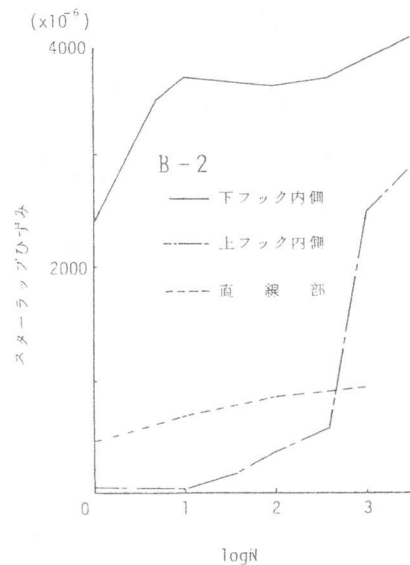 (x10⁻⁶)
4000
B-2
下フック内側
上フック内側
直線部
2000
スターラップひずみ
0
1
2
3
logN